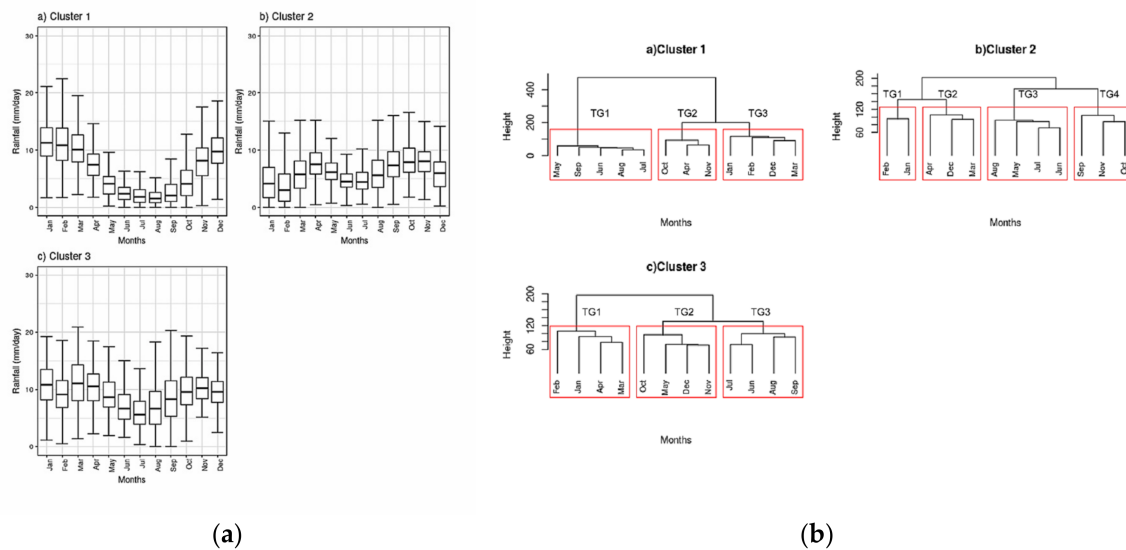 a) Cluster 1
30
20
10
0
Rainfall (mm/day)
Jan Feb Mar Apr May Jun Jul Aug Sep Oct Nov Dec
Months
b) Cluster 2
30
20
10
0
Rainfall (mm/day)
Jan Feb Mar Apr May Jun Jul Aug Sep Oct Nov Dec
Months
c) Cluster 3
30
20
10
0
Rainfall (mm/day)
Jan Feb Mar Apr May Jun Jul Aug Sep Oct Nov Dec
Months
(a)
a)Cluster 1
Height
400
200
0
TG1 TG2 TG3
May Sep Jun Aug Jul Oct Apr Nov Jan Feb Dec Mar
Months
b)Cluster 2
Height
200
120
60
TG1 TG2 TG3 TG4
Feb Jan Apr Dec Mar Aug May Jul Jun Sep Nov Oct
Months
c)Cluster 3
Height
200
120
60
TG1 TG2 TG3
Feb Jan Apr Mar Oct May Dec Nov Jul Jun Aug Sep
Months
(b)